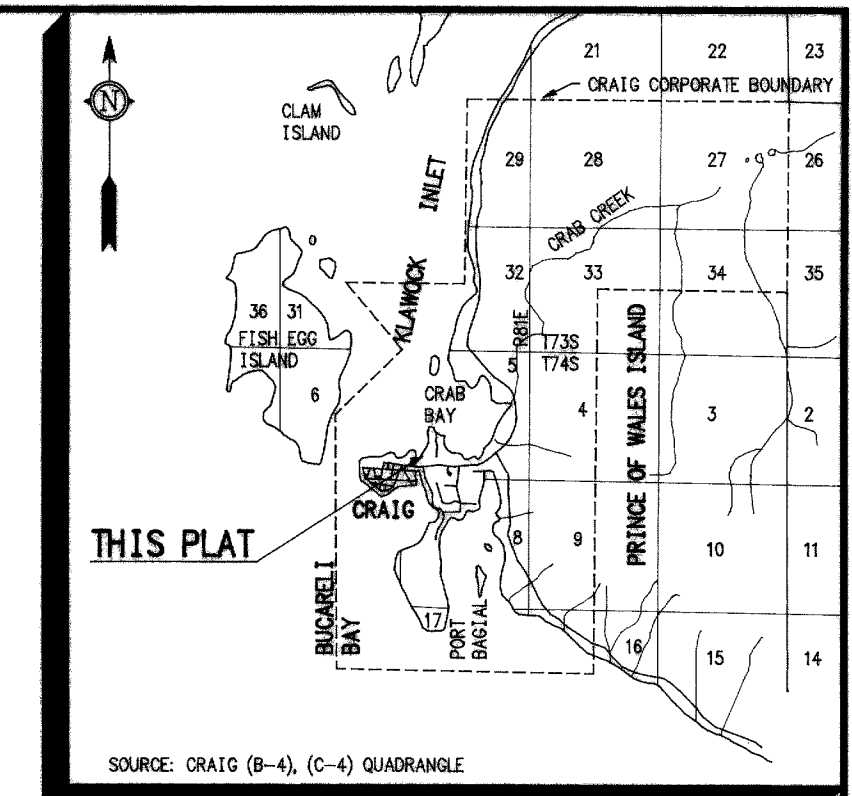 21 22 23
CRAIG CORPORATE BOUNDARY
N
CLAM
ISLAND
29 28 27 26
KLAWOCK INLET
CRAB CREEK
32 33 34 35
36 31
FISH EGG
ISLAND
6
R81E
T73S
T74S
5 4 3 2
PRINCE OF WALES ISLAND
CRAB
BAY
CRAIG
THIS PLAT
8 9 10 11
BUCARELI
BAY
17
PORT
BAGIAL
16 15 14
SOURCE: CRAIG (B-4), (C-4) QUADRANGLE